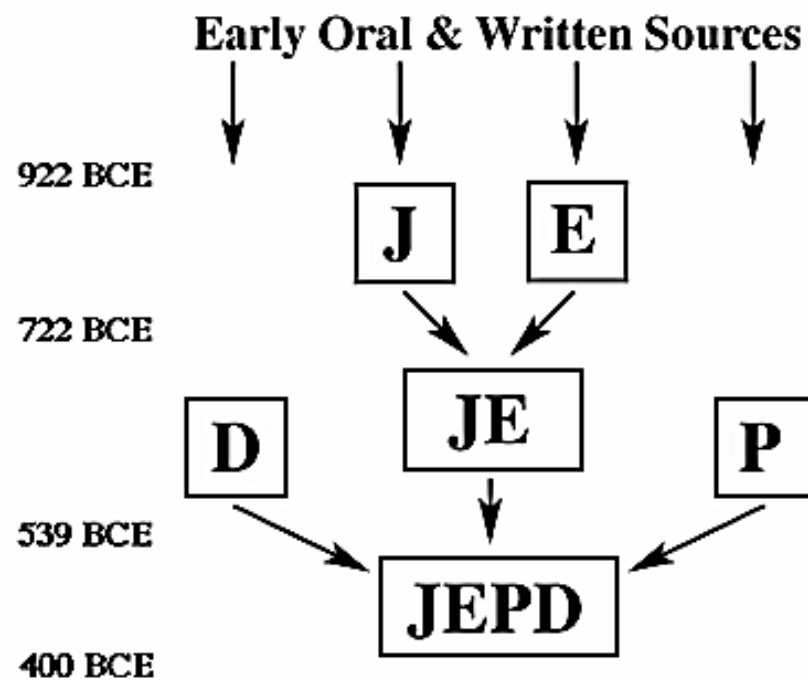 Early Oral & Written Sources
922 BCE
J E
722 BCE
JE
D P
539 BCE
JEPD
400 BCE